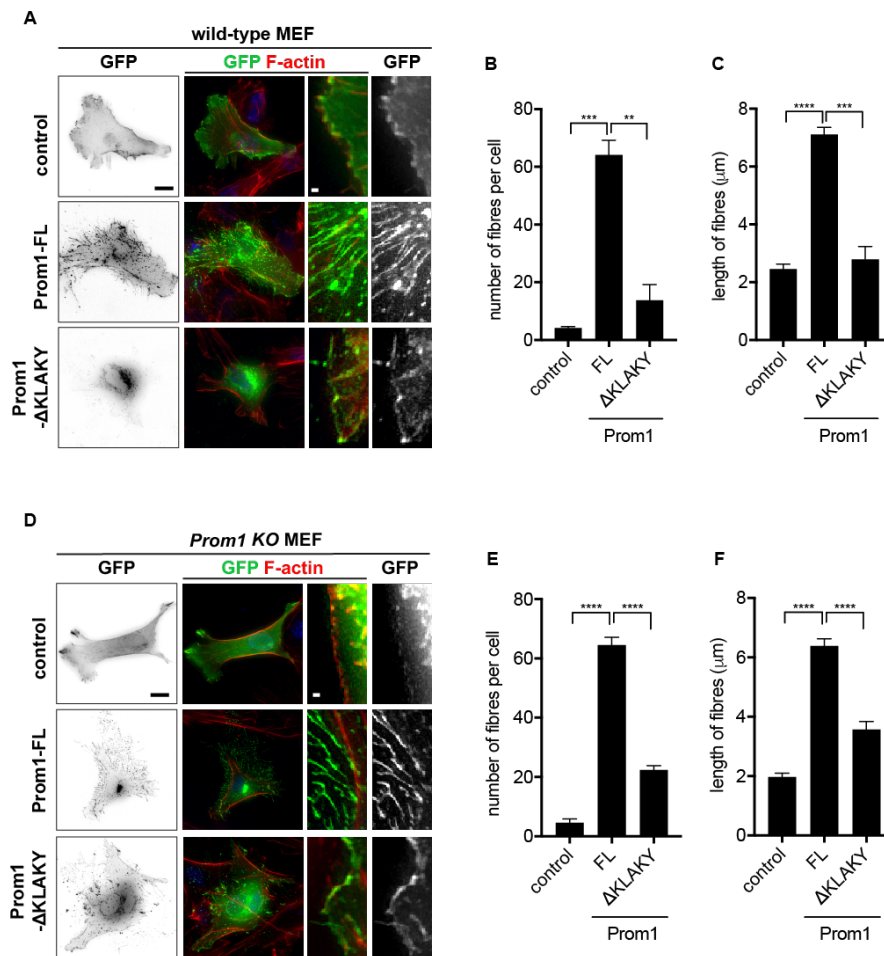 A
wild-type MEF
GFP
GFP F-actin
GFP
control
Prom1-FL
Prom1
-ΔKLAKY
B
number of fibres per cell
80
60
40
20
0
***
**
control
FL
ΔKLAKY
Prom1
C
length of fibres (μm)
8
6
4
2
0
****
***
control
FL
ΔKLAKY
Prom1
D
Prom1 KO MEF
GFP
GFP F-actin
GFP
control
Prom1-FL
Prom1
-ΔKLAKY
E
number of fibres per cell
80
60
40
20
0
****
****
control
FL
ΔKLAKY
Prom1
F
length of fibres (μm)
8
6
4
2
0
****
****
control
FL
ΔKLAKY
Prom1